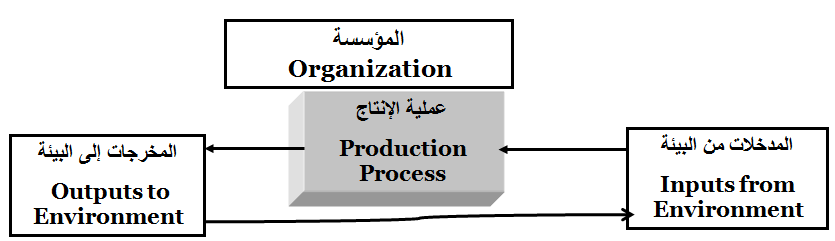 المؤسسة
Organization
عملية الإنتاج
Production
Process
المدخلات من البيئة
Inputs from
Environment
المخرجات إلى البيئة
Outputs to
Environment